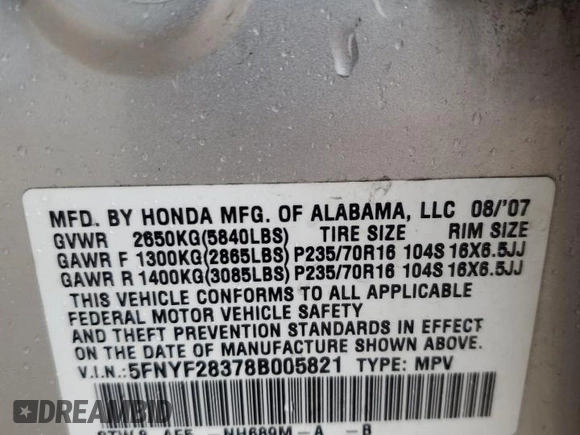 MFD. BY HONDA MFG. OF ALABAMA, LLC 08/'07
GVWR 2650KG(5840LBS) TIRE SIZE RIM SIZE
GAWR F 1300KG(2865LBS) P235/70R16 104S 16X6.5JJ
GAWR R 1400KG(3085LBS) P235/70R16 104S 16X6.5JJ
THIS VEHICLE CONFORMS TO ALL APPLICABLE
FEDERAL MOTOR VEHICLE SAFETY
AND THEFT PREVENTION STANDARDS IN EFFECT
ON THE DATE OF MANUFACTURE SHOWN ABOVE.
V.I.N.: 5FNYF28378B005821 TYPE: MPV
NH689M-A -B
DREAMBID